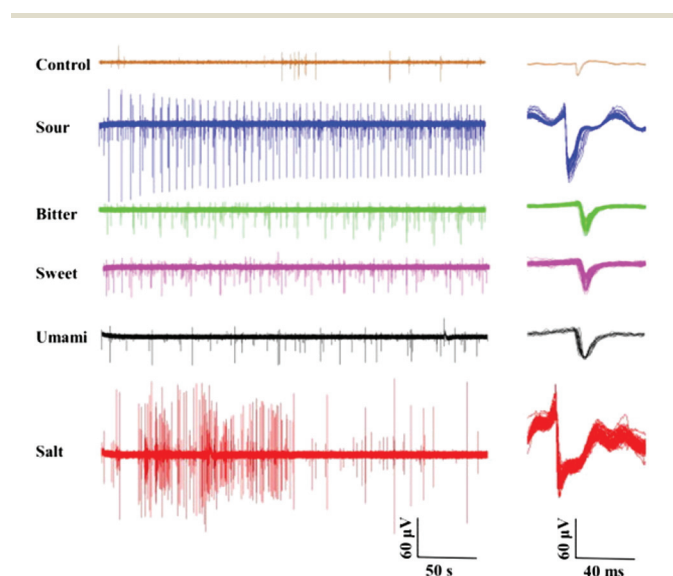 Control
Sour
Bitter
Sweet
Umami
Salt
60 µV
50 s
60 µV
40 ms